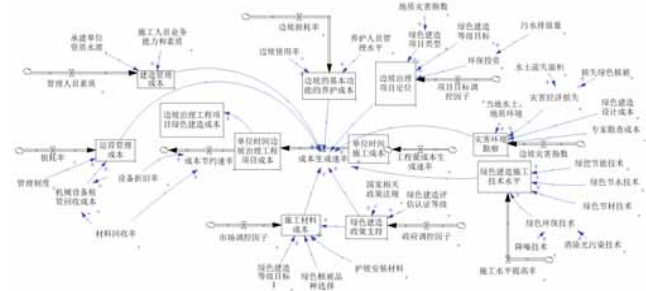 地质灾害频数
承建单位
资质水准
施工人员业务
能力和素质
边坡损耗率
养护人员管
理水平
绿色建造
项目类型
绿色建造
等级目标
污水排放量
边坡使用率
环保投资
水土流失面积
损失绿色植被
管理人员素质
建造管理
成本
边坡的基本功
能的养护成本
边坡治理
项目定位
项目目标调
控因子
灾害经济损失
边坡治理工程项
目绿色建造成本
当地水土、
地质环境
绿色建造
设计成本
专家勘查成本
损耗率
运营管理
成本
成本节约速率
单位时间边
坡治理工程
项目成本
成本生成速率
单位时间
施工成本
工程量成本生
成速率
灾害环境
勘察
边坡灾害频数
管理制度
设备折旧率
机械设备残
管回收成本
国家相关
政策法规
绿色建造评
估认证等级
绿色建造施工
技术水平
绿色节能技术
绿色节水技术
绿色节材技术
材料回收率
市场调控因子
施工材料
成本
绿色建造
政策支持
政府调控因子
绿色环保技术
降噪技术
消除光污染技术
绿色建造
等级目标
1
绿色植被品
种选择
护坡安装材料
施工水平提高率